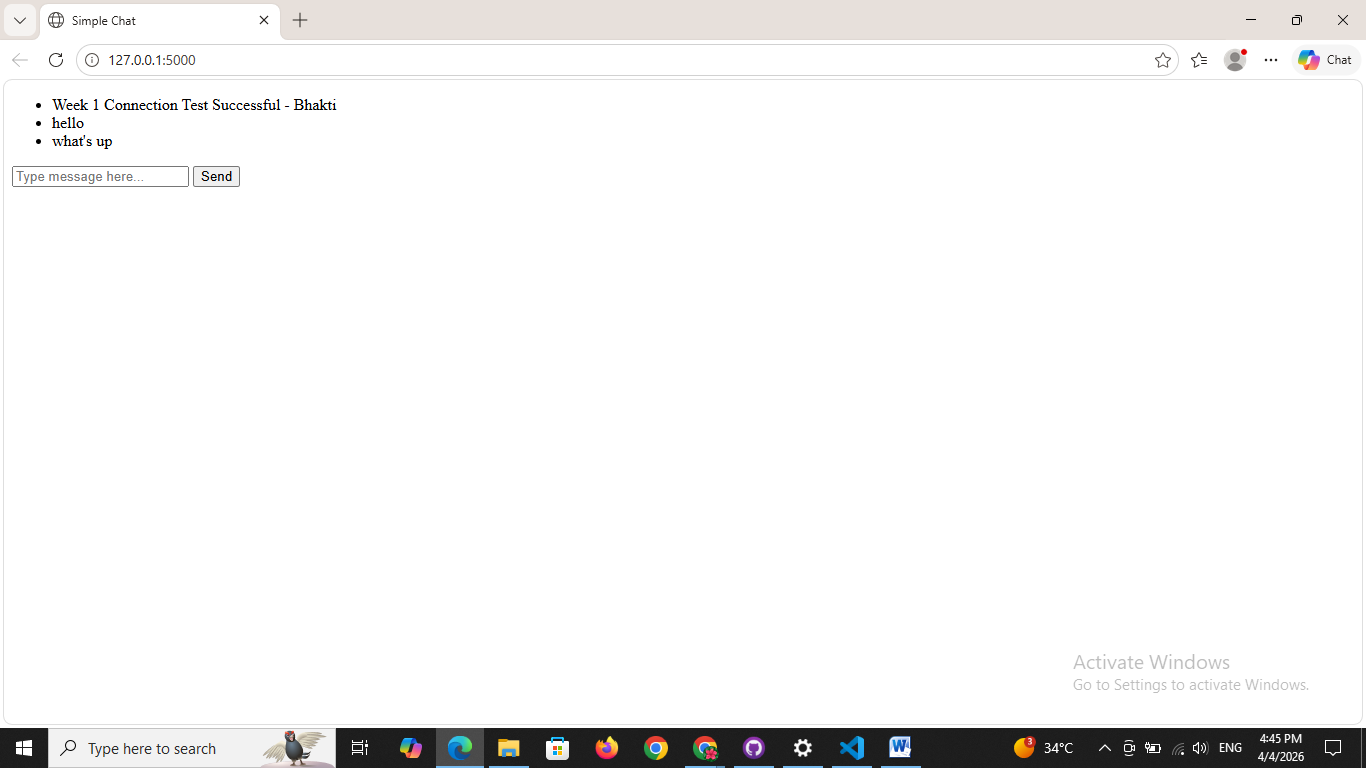 Simple Chat
127.0.0.1:5000
Chat
Week 1 Connection Test Successful - Bhakti
hello
what's up
Type message here...
Send
Activate Windows
Go to Settings to activate Windows.
Type here to search
3
34°C
ENG
4:45 PM
4/4/2026